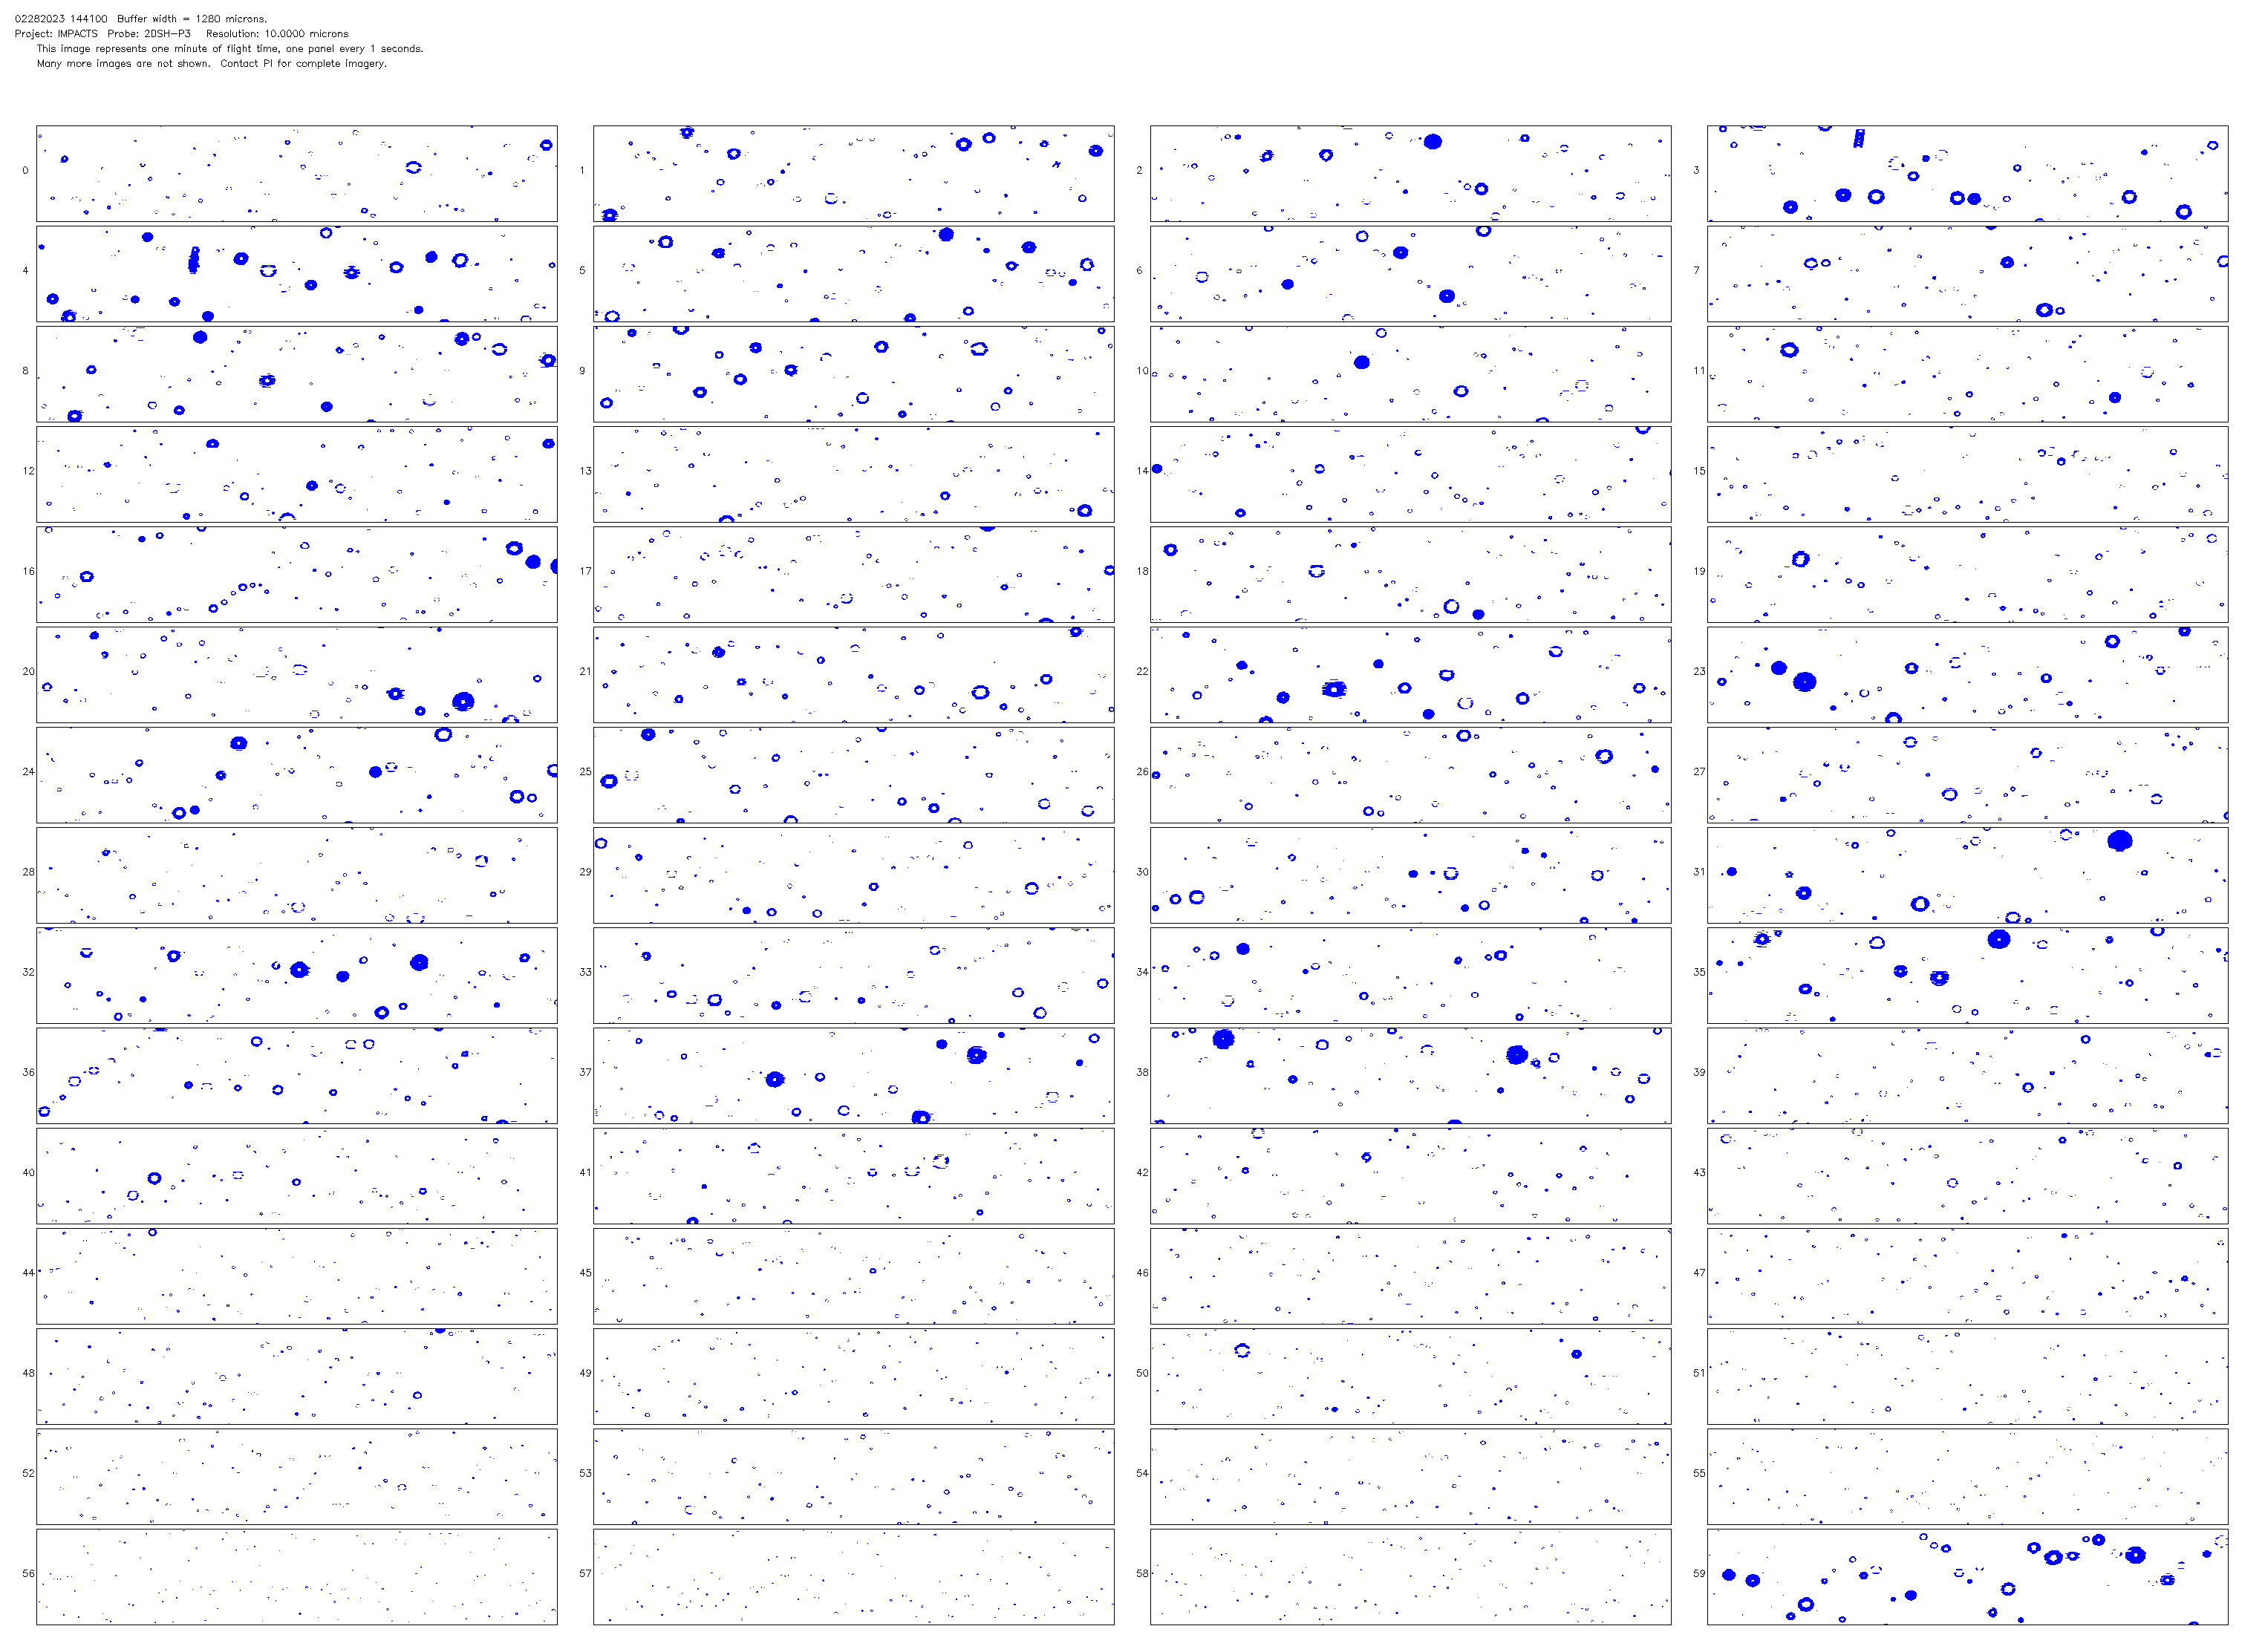 02282023 144100 Buffer width = 1280 microns.
Project: IMPACTS Probe: 2DSH-P3 Resolution: 10.0000 microns
This image represents one minute of flight time, one panel every 1 seconds.
Many more images are not shown. Contact PI for complete imagery.
0 1 2 3
4 5 6 7
8 9 10 11
12 13 14 15
16 17 18 19
20 21 22 23
24 25 26 27
28 29 30 31
32 33 34 35
36 37 38 39
40 41 42 43
44 45 46 47
48 49 50 51
52 53 54 55
56 57 58 59